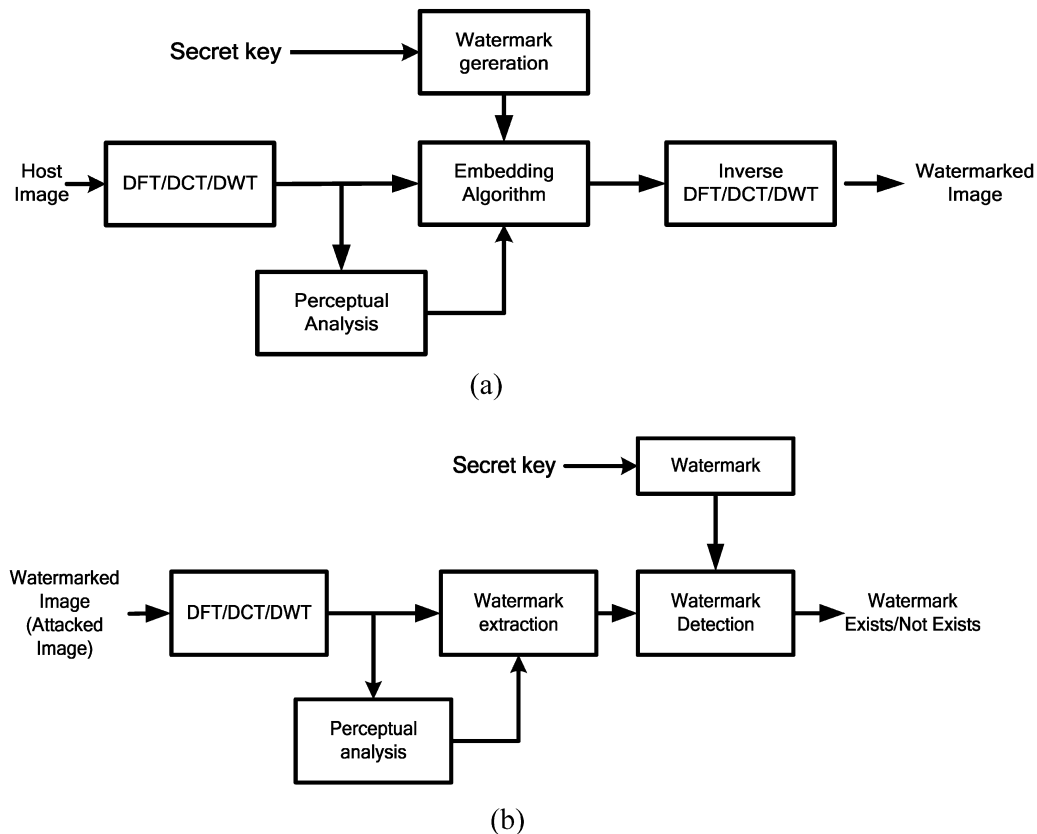 Secret key
Watermark
gereration
Host
Image
DFT/DCT/DWT
Embedding
Algorithm
Inverse
DFT/DCT/DWT
Watermarked
Image
Perceptual
Analysis
(a)
Secret key
Watermark
Watermarked
Image
(Attacked
Image)
DFT/DCT/DWT
Watermark
extraction
Watermark
Detection
Watermark
Exists/Not Exists
Perceptual
analysis
(b)